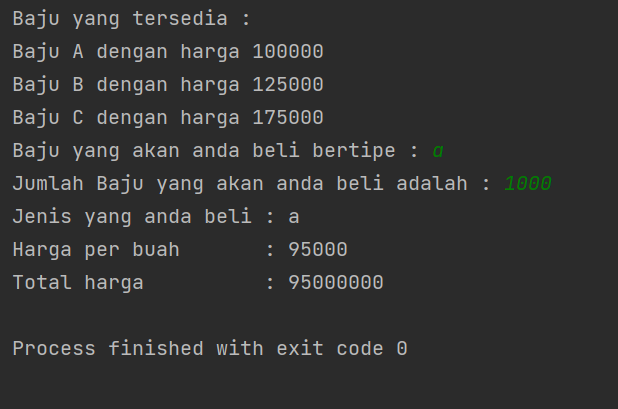 Baju yang tersedia :
Baju A dengan harga 100000
Baju B dengan harga 125000
Baju C dengan harga 175000
Baju yang akan anda beli bertipe : a
Jumlah Baju yang akan anda beli adalah : 1000
Jenis yang anda beli : a
Harga per buah       : 95000
Total harga          : 95000000
Process finished with exit code 0